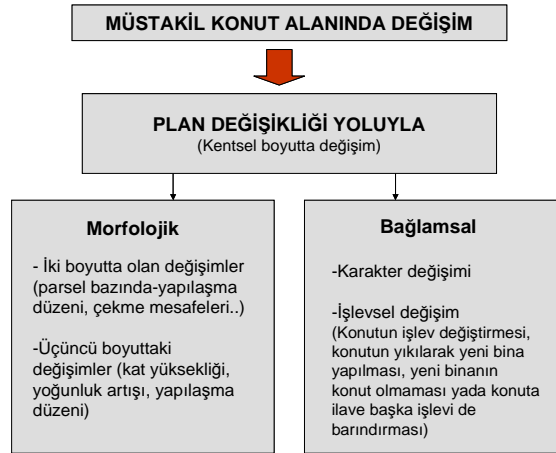 MÜSTAKİL KONUT ALANINDA DEĞİŞİM
PLAN DEĞİŞİKLİĞİ YOLUYLA
(Kentsel boyutta değişim)
Morfolojik
- İki boyutta olan değişimler
(parsel bazında-yapılaşma
düzeni, çekme mesafeleri..)
-Üçüncü boyuttaki
değişimler (kat yüksekliği,
yoğunluk artışı, yapılaşma
düzeni)
Bağlamsal
-Karakter değişimi
-İşlevsel değişim
(Konutun işlev değiştirmesi,
konutun yıkılarak yeni bina
yapılması, yeni binanın
konut olmaması yada konuta
ilave başka işlevi de
barındırması)